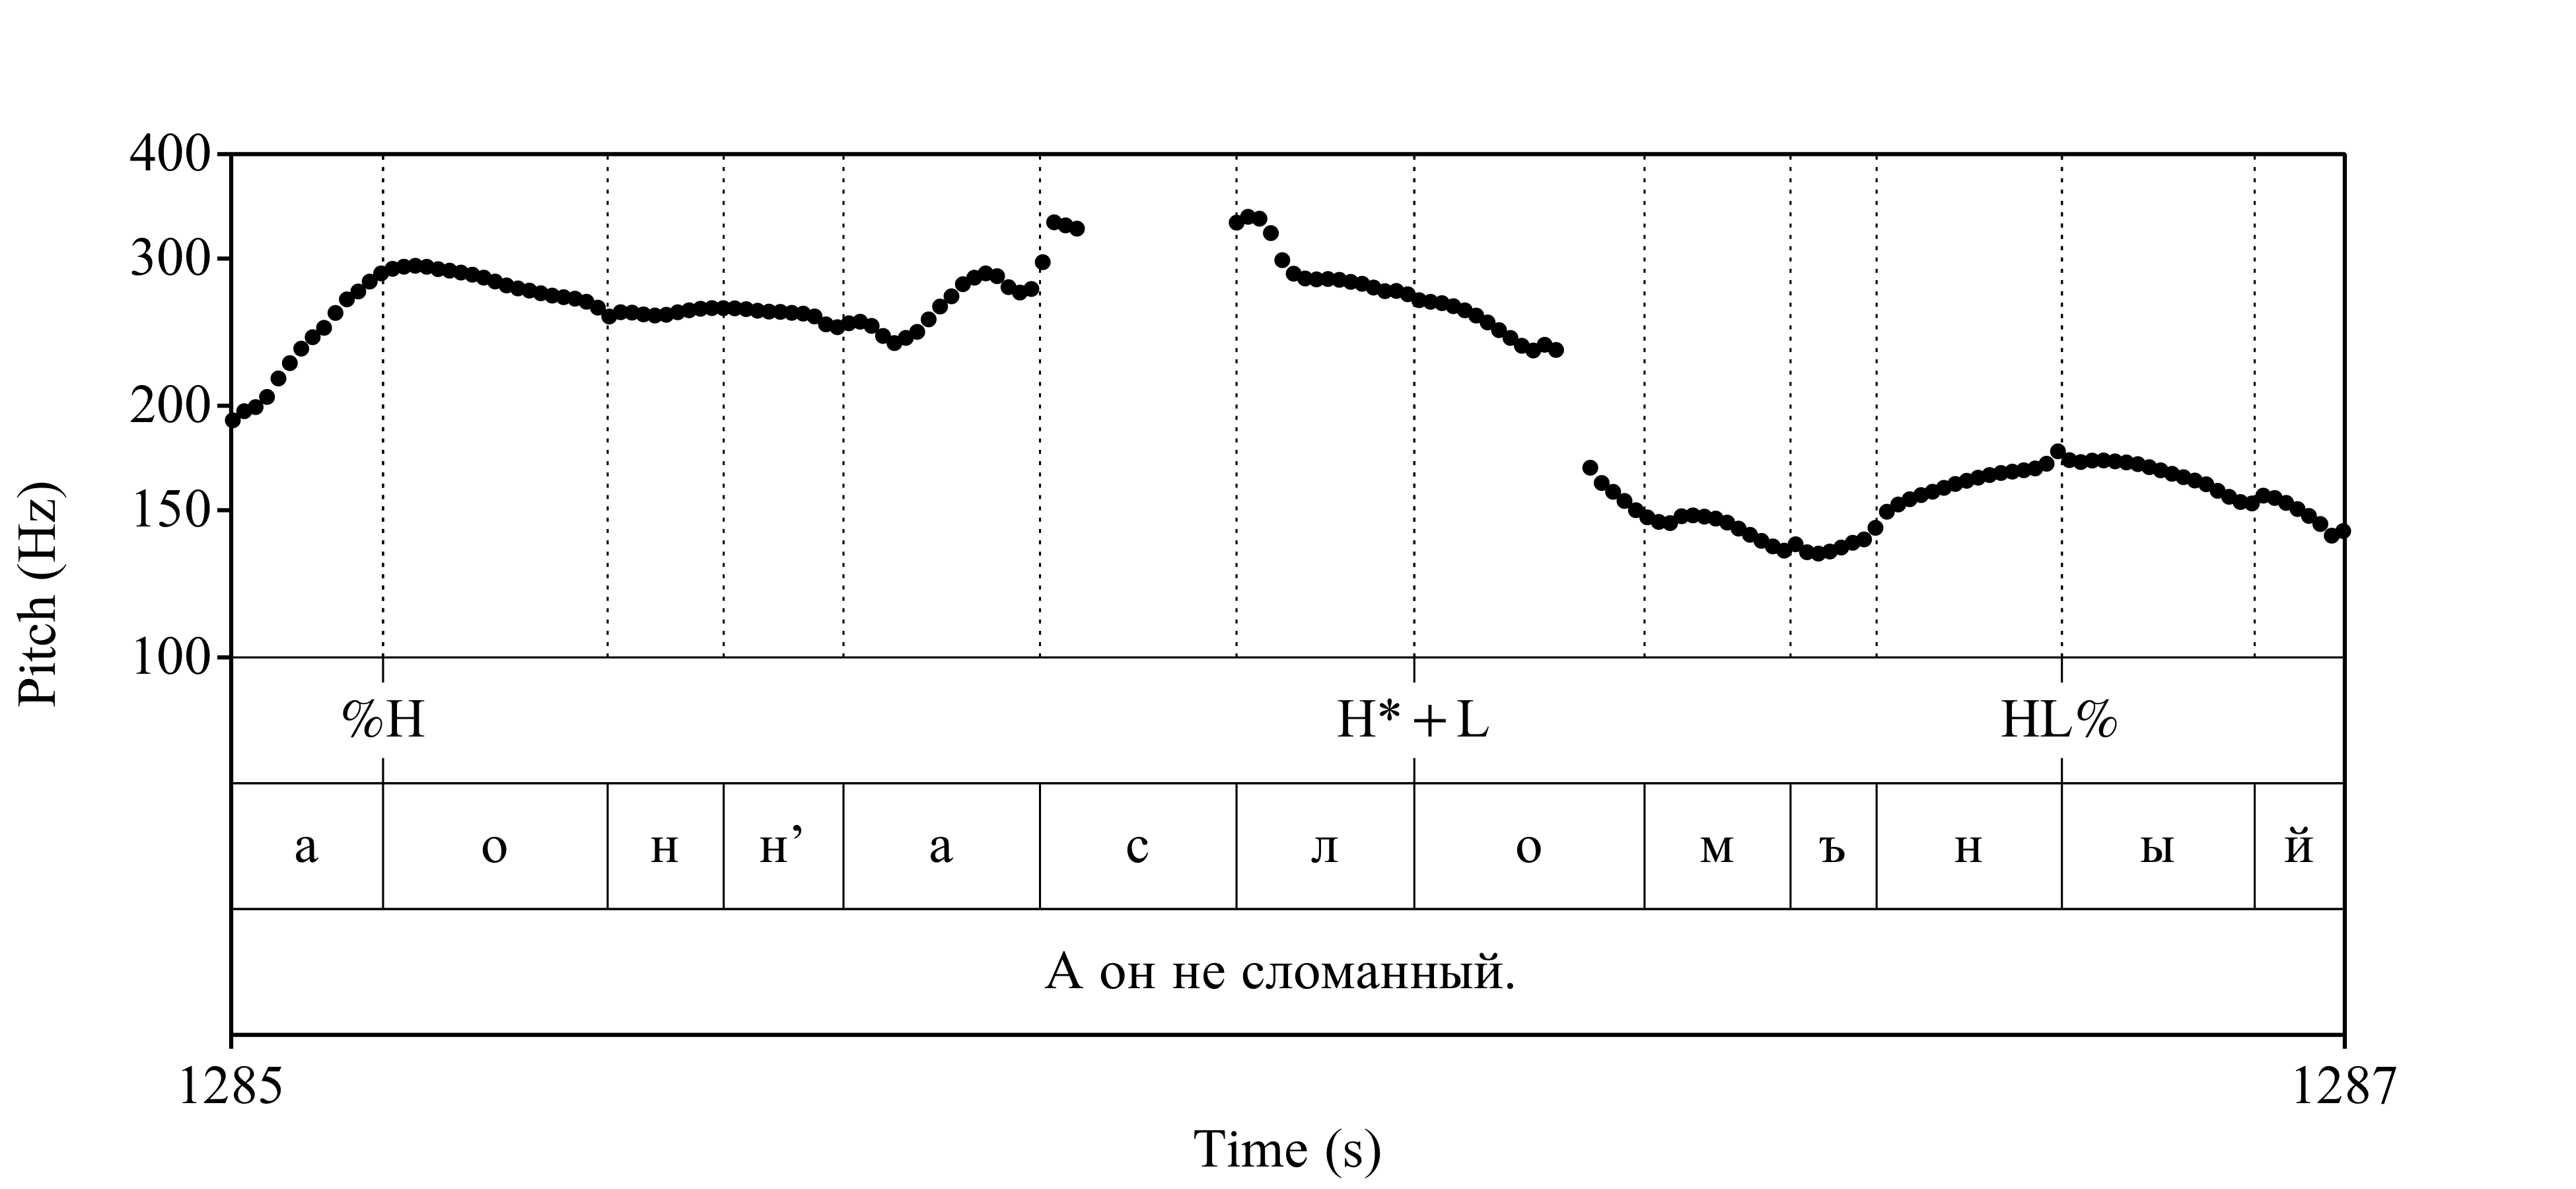 400
300
200
150
100
Pitch (Hz)
%H H*+L HL%
а о н н’ а с л о м ъ н ы й
А он не сломанный.
1285 1287
Time (s)